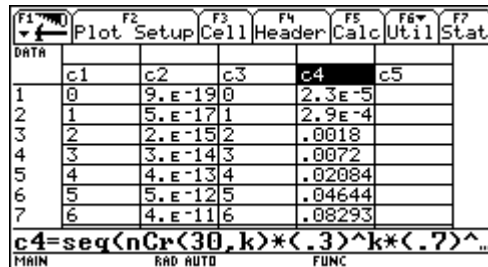 F1 F2 F3 F4 F5 F6▾ F7
Plot Setup Cell Header Calc Util Stat
DATA
c1 c2 c3 c4 c5
1 0 9.ᴇ-19 0 2.3ᴇ-5
2 1 5.ᴇ-17 1 2.9ᴇ-4
3 2 2.ᴇ-15 2 .0018
4 3 3.ᴇ-14 3 .0072
5 4 4.ᴇ-13 4 .02084
6 5 5.ᴇ-12 5 .04644
7 6 4.ᴇ-11 6 .08293
c4=seq(nCr(30,k)*(.3)^k*(.7)^…
MAIN RAD AUTO FUNC